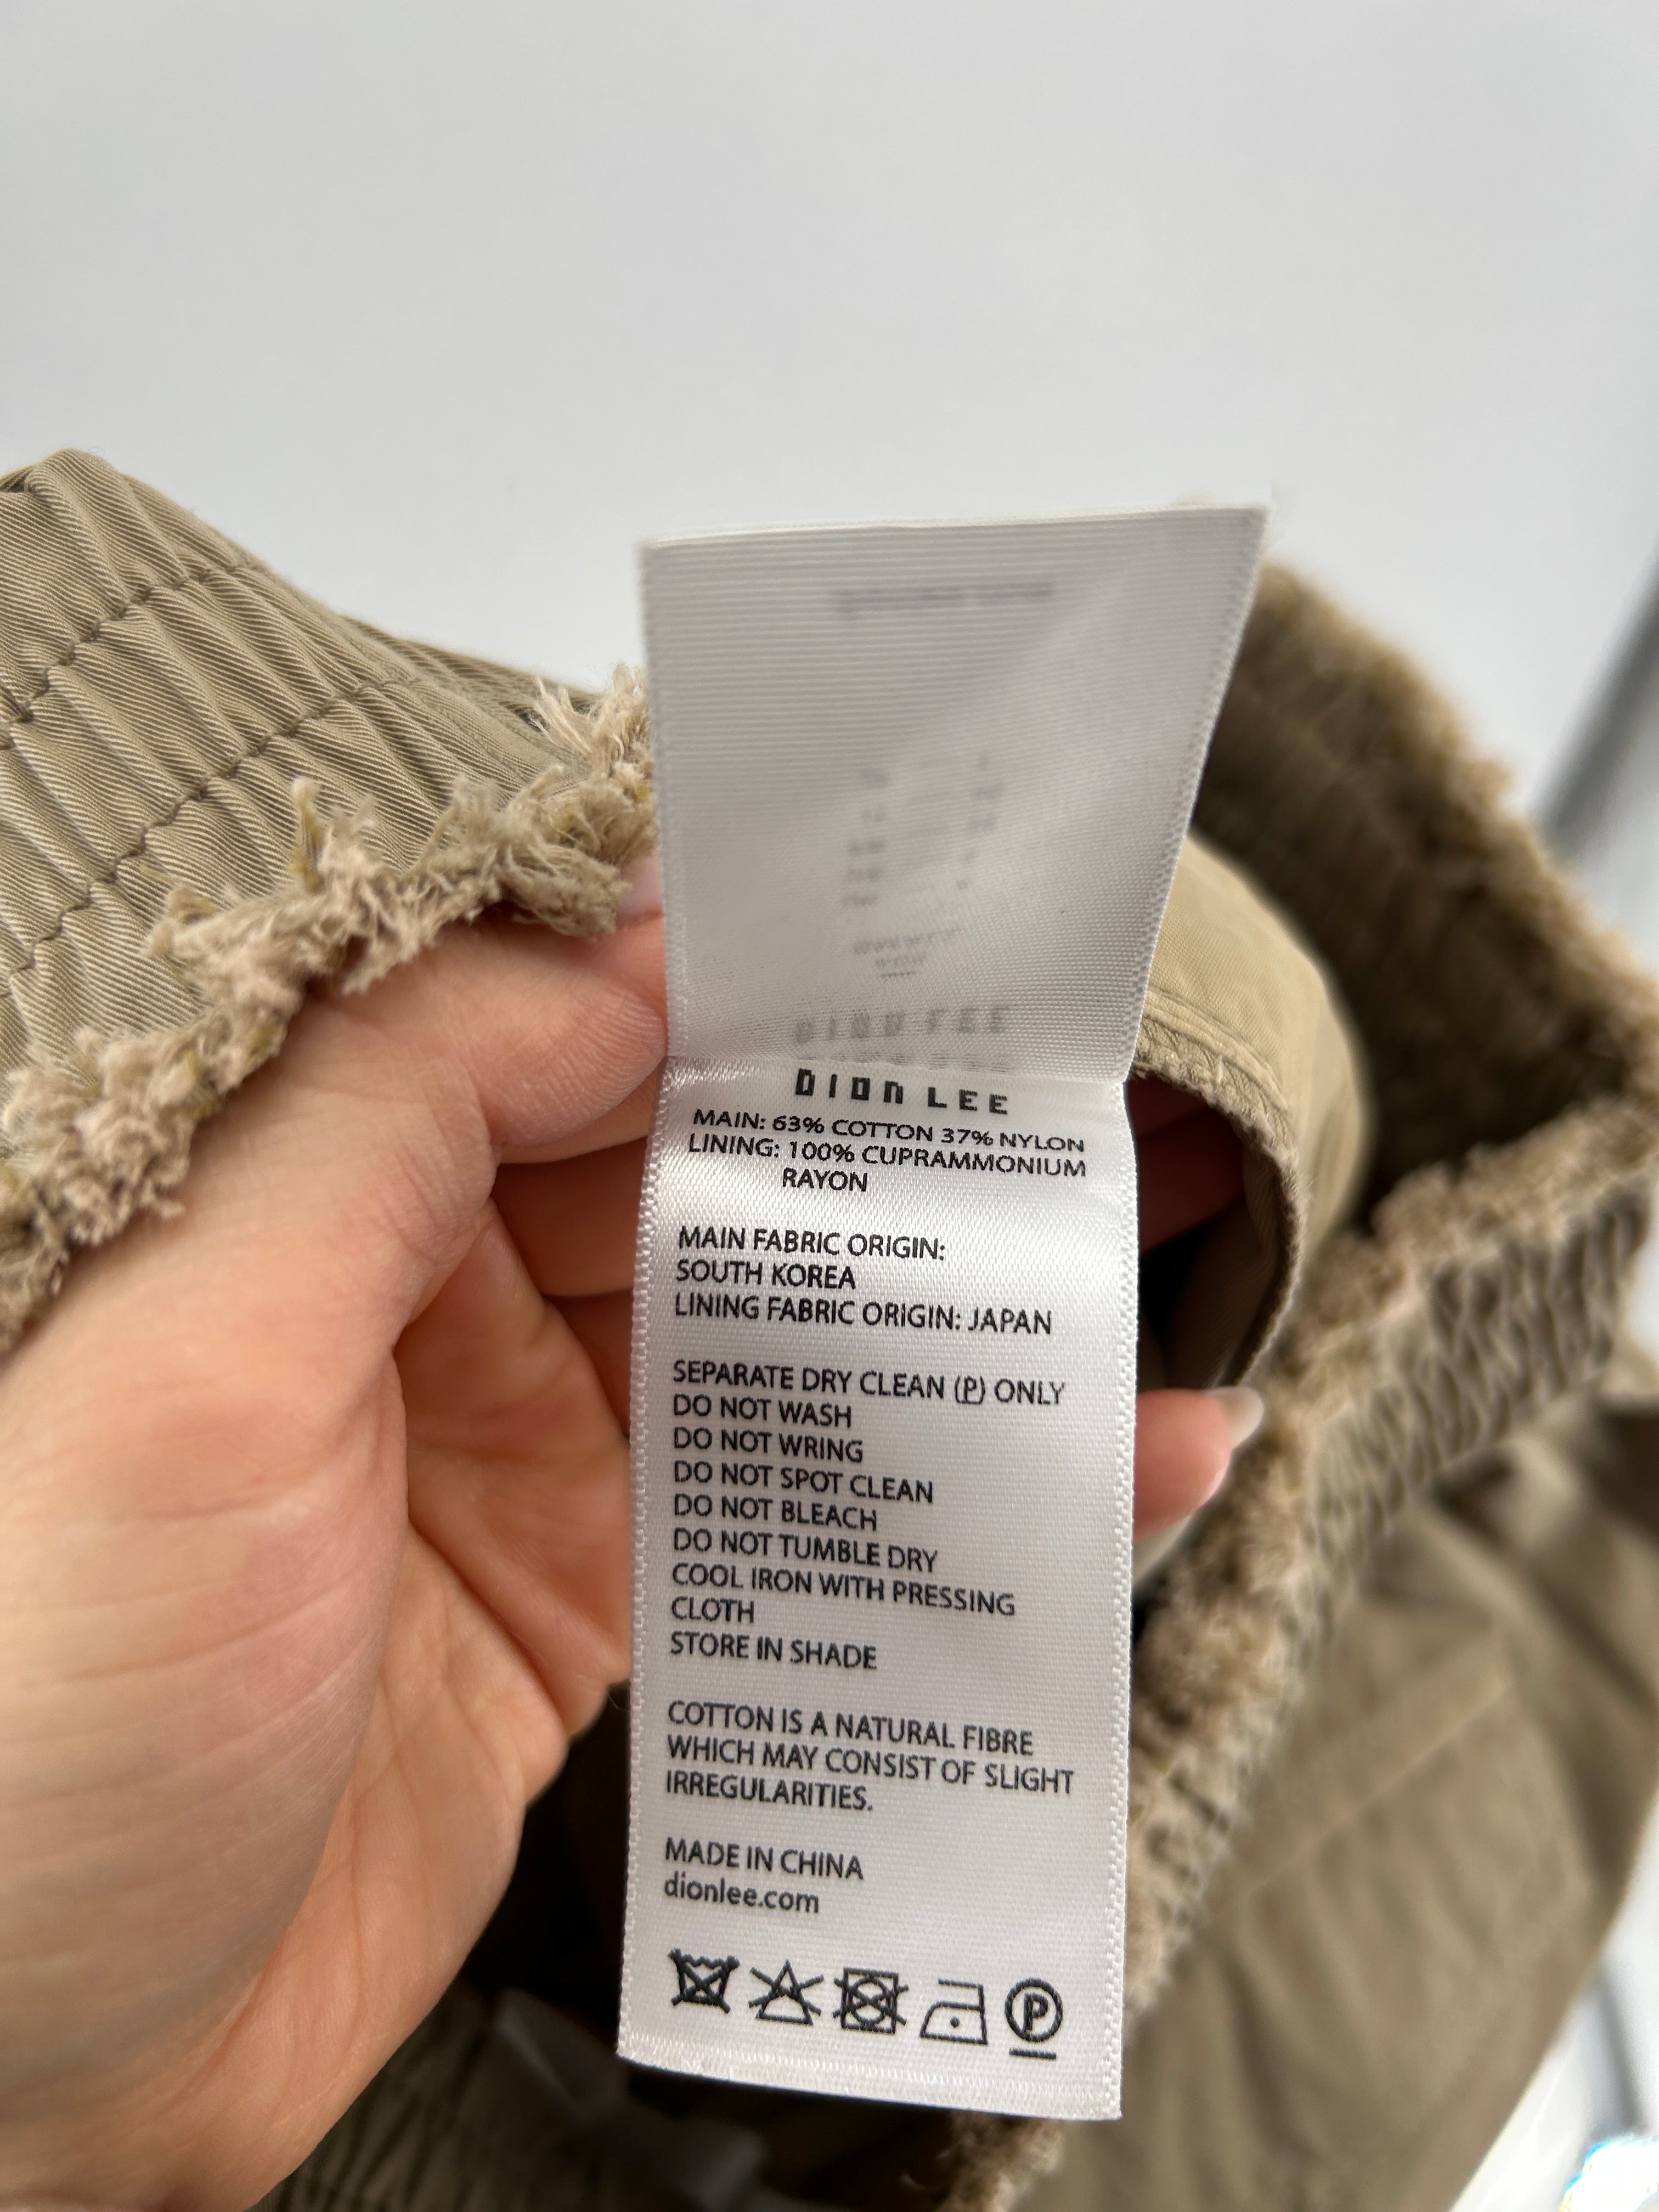 DION LEE
MAIN: 63% COTTON 37% NYLON
LINING: 100% CUPRAMMONIUM
RAYON
MAIN FABRIC ORIGIN:
SOUTH KOREA
LINING FABRIC ORIGIN: JAPAN
SEPARATE DRY CLEAN (P) ONLY
DO NOT WASH
DO NOT WRING
DO NOT SPOT CLEAN
DO NOT BLEACH
DO NOT TUMBLE DRY
COOL IRON WITH PRESSING
CLOTH
STORE IN SHADE
COTTON IS A NATURAL FIBRE
WHICH MAY CONSIST OF SLIGHT
IRREGULARITIES.
MADE IN CHINA
dionlee.com
P